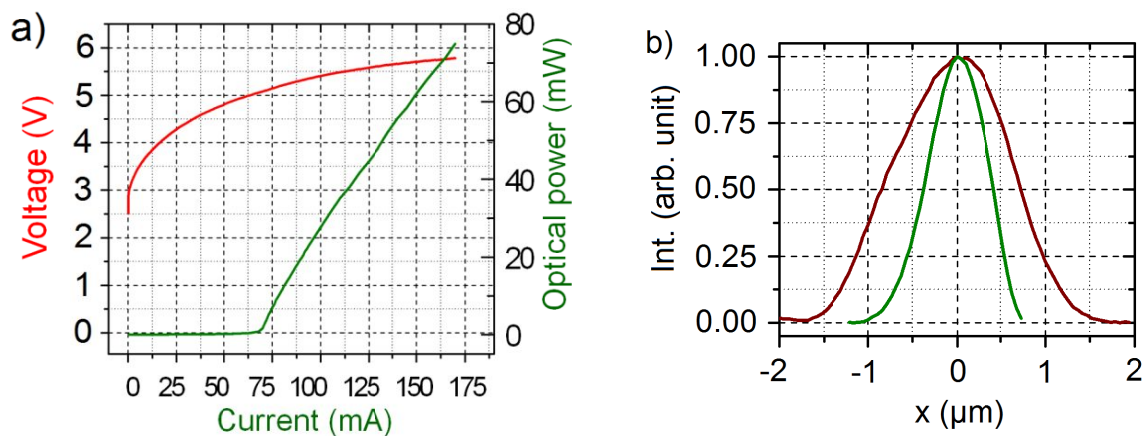 a)
Voltage (V)
6
5
4
3
2
1
0
0 25 50 75 100 125 150 175
Current (mA)
80
60
40
20
0
Optical power (mW)
b)
Int. (arb. unit)
1.00
0.75
0.50
0.25
0.00
-2 -1 0 1 2
x (μm)